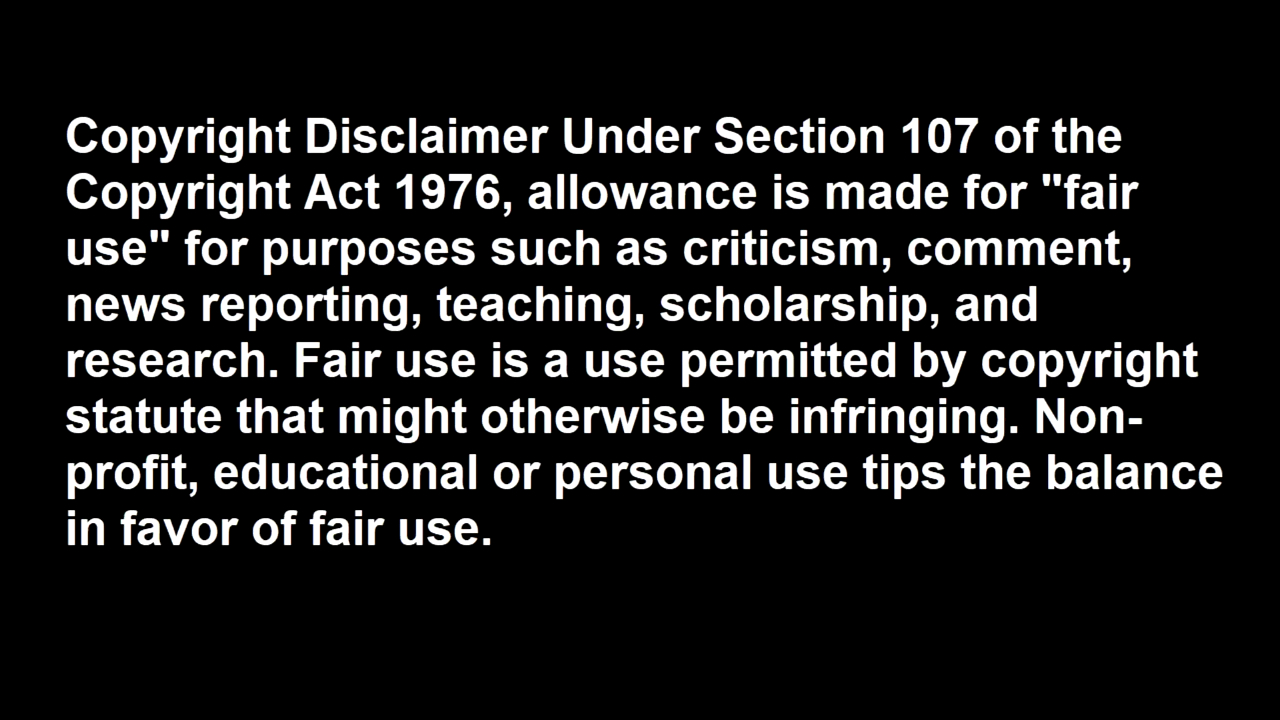 Copyright Disclaimer Under Section 107 of the
Copyright Act 1976, allowance is made for "fair
use" for purposes such as criticism, comment,
news reporting, teaching, scholarship, and
research. Fair use is a use permitted by copyright
statute that might otherwise be infringing. Non-
profit, educational or personal use tips the balance
in favor of fair use.